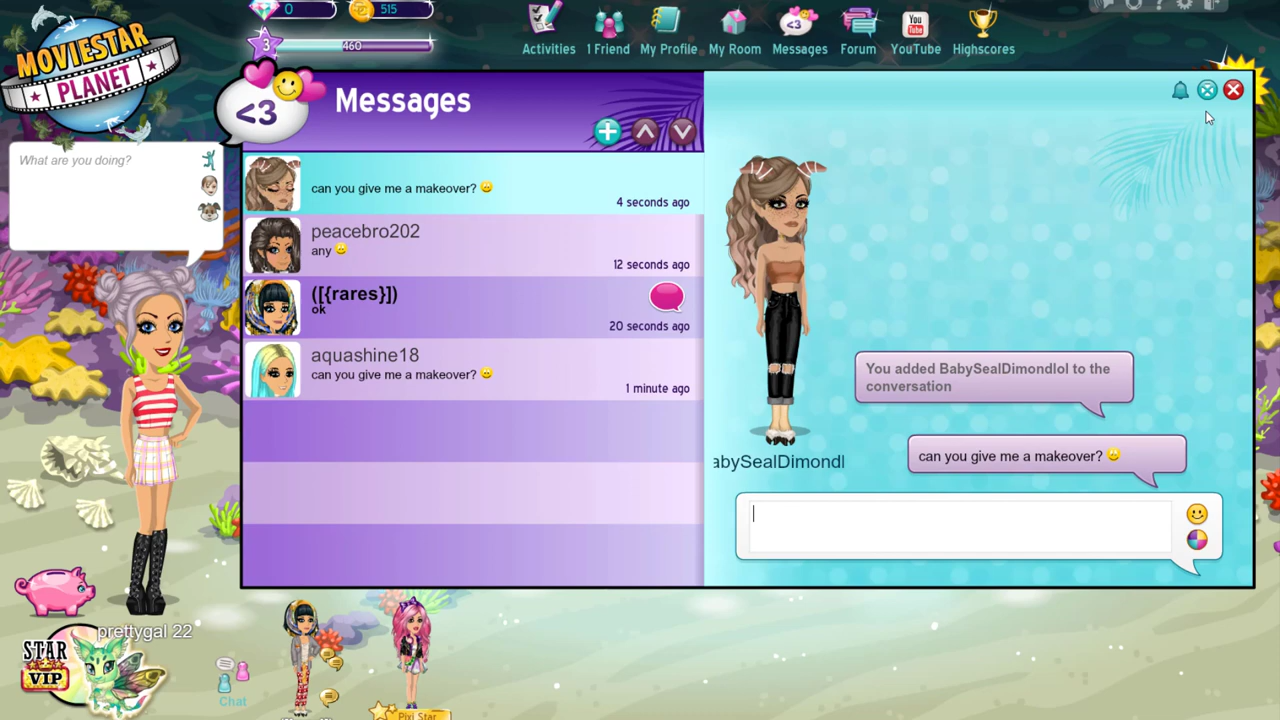 MOVIESTAR
PLANET
0
515
3
460
Activities
1 Friend
My Profile
My Room
<3
Messages
Forum
You
Tube
YouTube
Highscores
<3
Messages
What are you doing?
can you give me a makeover?
4 seconds ago
peacebro202
any
12 seconds ago
([{rares}])
ok
20 seconds ago
aquashine18
can you give me a makeover?
1 minute ago
You added BabySealDimondlol to the
conversation
can you give me a makeover?
abySealDimondl
prettygal 22
STAR
VIP
Chat
Pixi Star